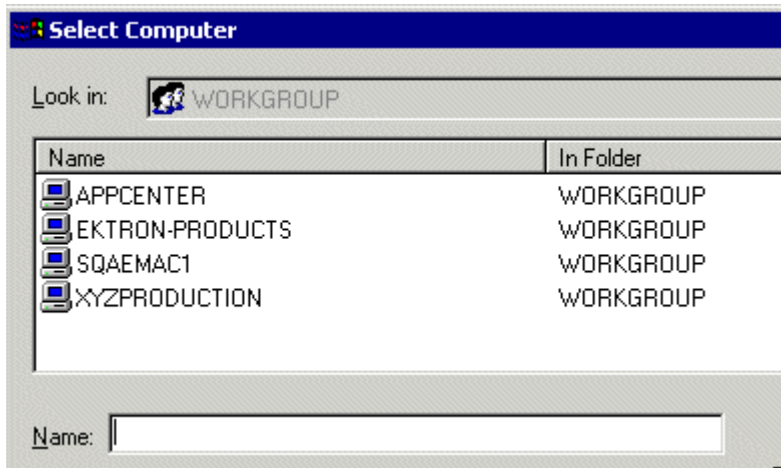 Select Computer
Look in: WORKGROUP
Name In Folder
APPCENTER WORKGROUP
EKTRON-PRODUCTS WORKGROUP
SQAEMAC1 WORKGROUP
XYZPRODUCTION WORKGROUP
Name: